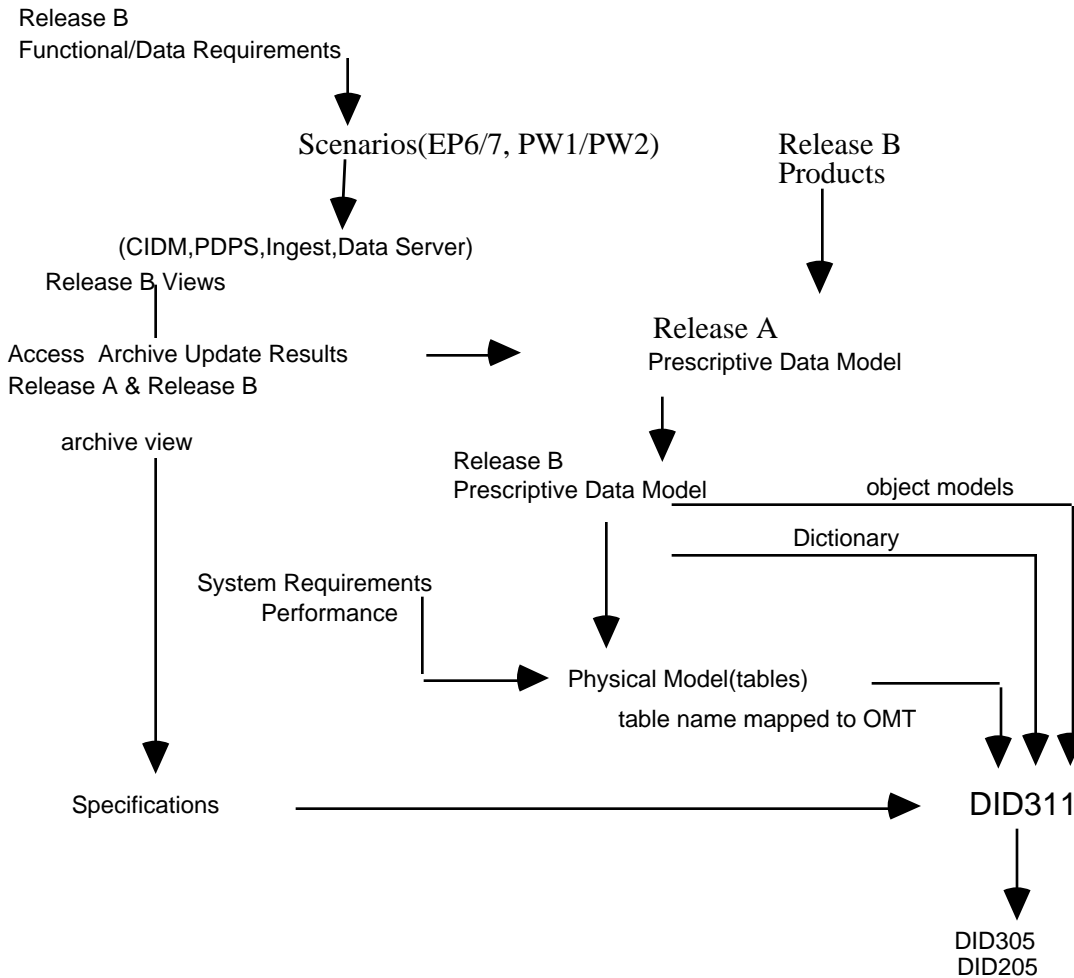 Release B
Functional/Data Requirements
Scenarios(EP6/7, PW1/PW2)
Release B
Products
(CIDM,PDPS,Ingest,Data Server)
Release B Views
Access Archive Update Results
Release A & Release B
Release A
Prescriptive Data Model
archive view
Release B
Prescriptive Data Model
object models
Dictionary
System Requirements
Performance
Physical Model(tables)
table name mapped to OMT
Specifications
DID311
DID305
DID205